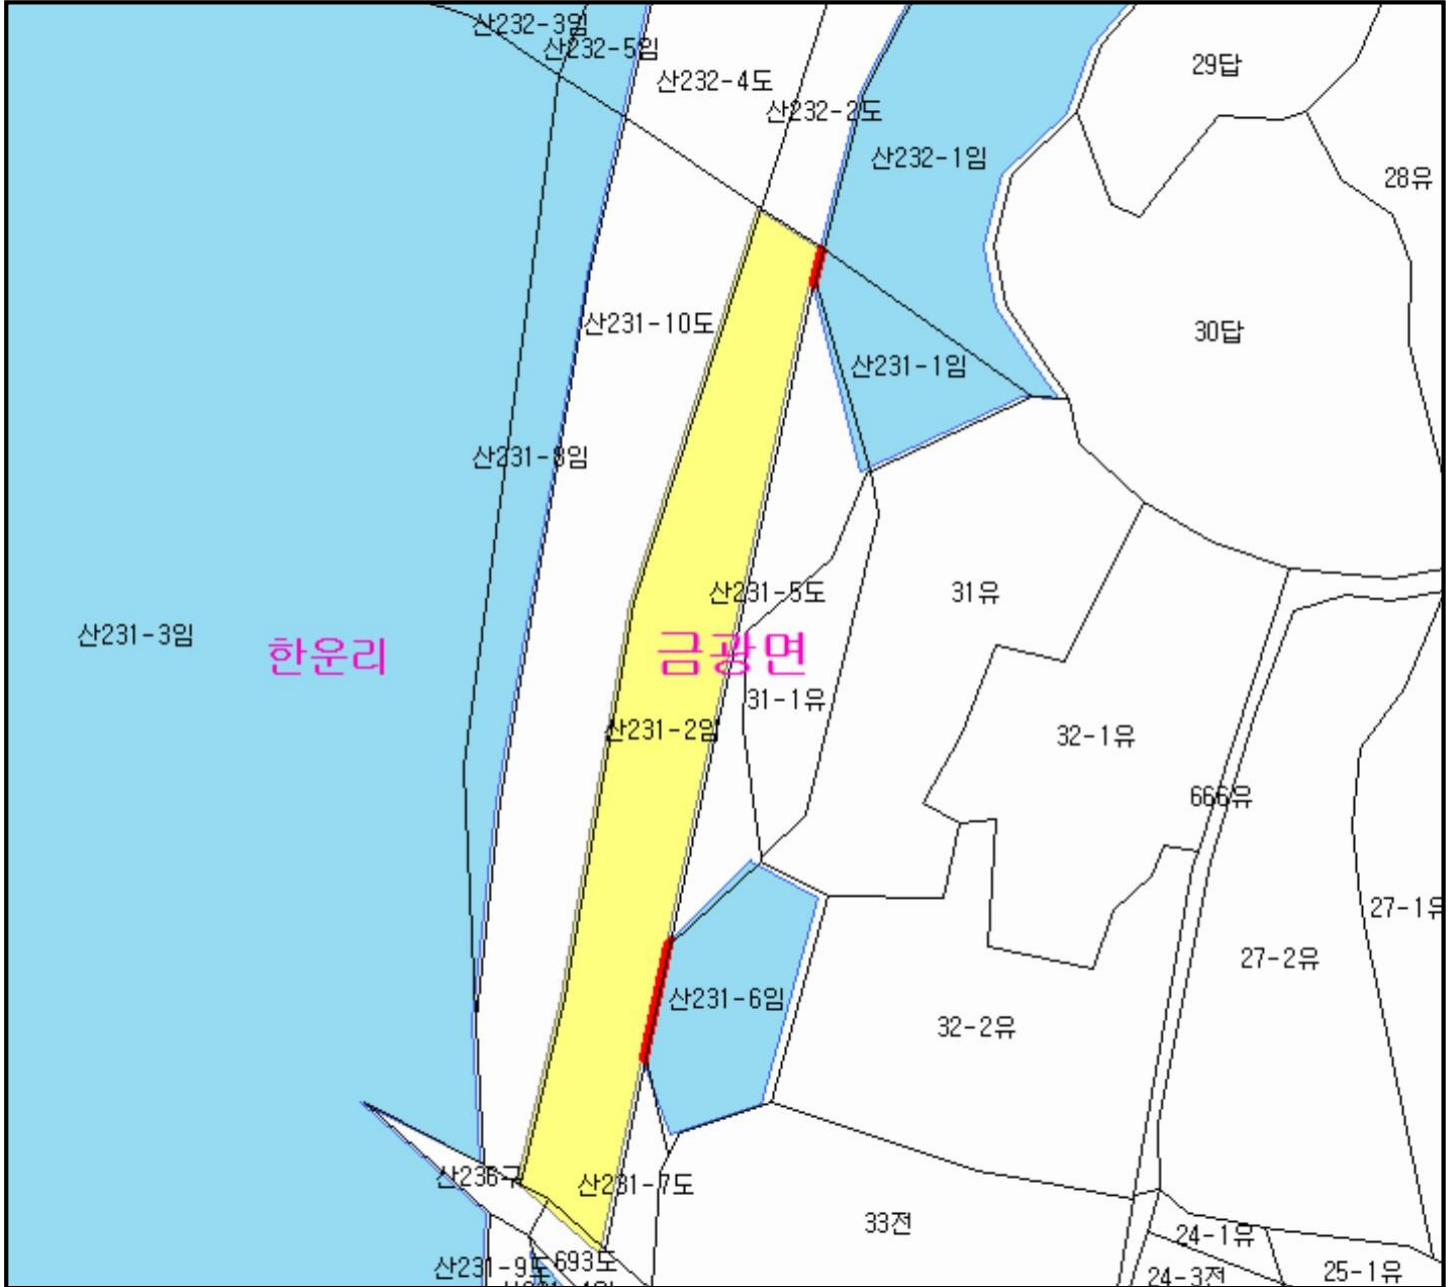 산232-3임
산232-5임
산232-4도
산232-2도
산232-1임
29답
28유
30답
산231-10도
산231-1임
산231-8임
산231-5도
31유
산231-3임
한운리
금광면
31-1유
산231-2임
32-1유
666유
27-1유
27-2유
산231-6임
32-2유
산236구
산231-7도
33전
24-1유
693도
산231-9도
24-3전
25-1유